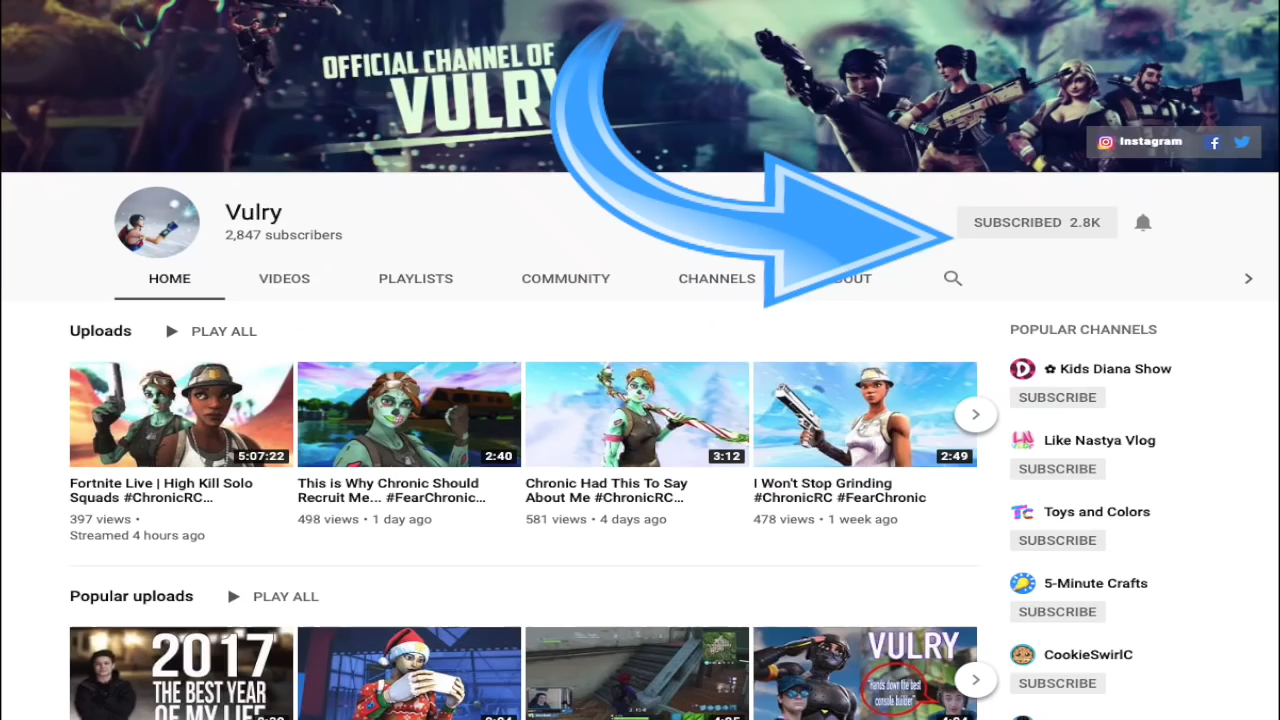 OFFICIAL CHANNEL OF
VULRY
Instagram
Vulry
2,847 subscribers
SUBSCRIBED 2.8K
HOME VIDEOS PLAYLISTS COMMUNITY CHANNELS OUT
Uploads PLAY ALL
5:07:22
2:40
3:12
2:49
Fortnite Live | High Kill Solo
Squads #ChronicRC...
397 views •
Streamed 4 hours ago
This is Why Chronic Should
Recruit Me... #FearChronic...
498 views • 1 day ago
Chronic Had This To Say
About Me #ChronicRC...
581 views • 4 days ago
I Won't Stop Grinding
#ChronicRC #FearChronic
478 views • 1 week ago
Popular uploads PLAY ALL
2017
THE BEST YEAR
OF MY LIFE
VULRY
"Hands down the best
console builder"
POPULAR CHANNELS
✿ Kids Diana Show
SUBSCRIBE
Like Nastya Vlog
SUBSCRIBE
Toys and Colors
SUBSCRIBE
5-Minute Crafts
SUBSCRIBE
CookieSwirlC
SUBSCRIBE